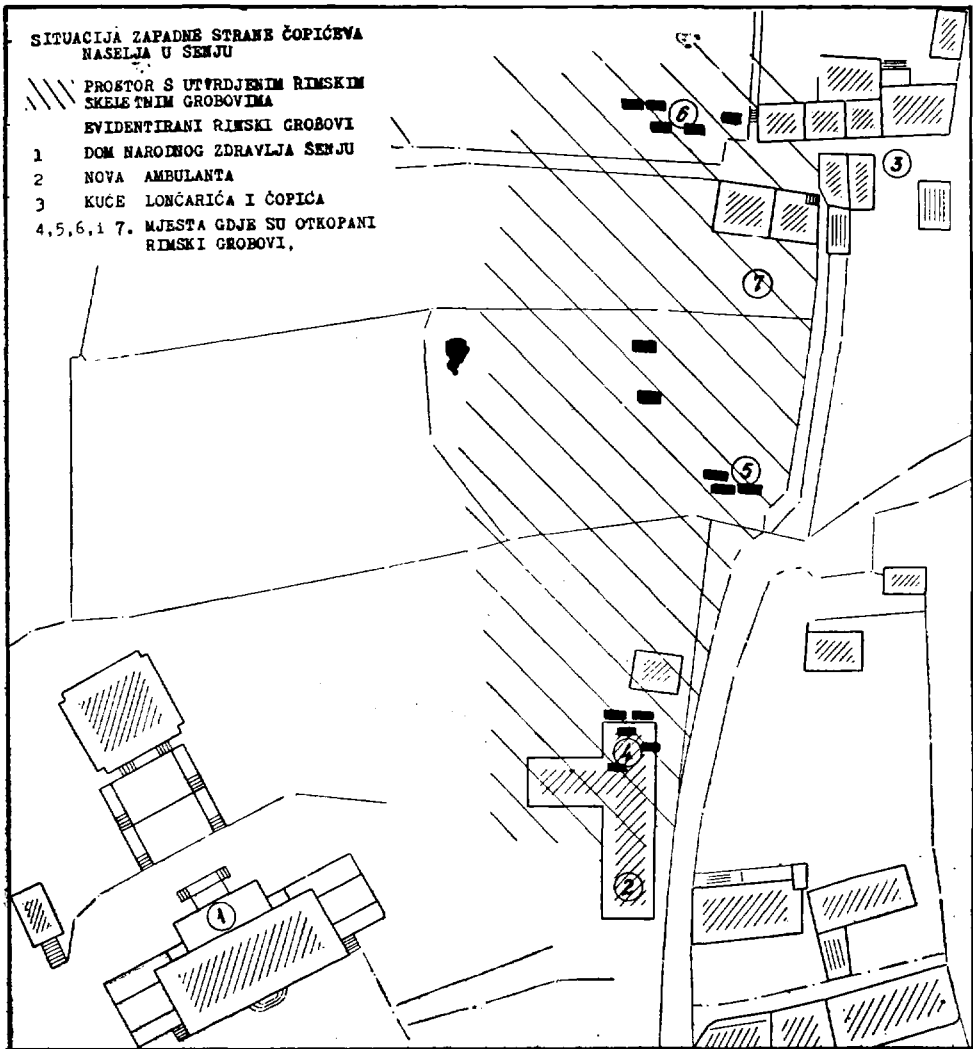 SITUACIJA ZAPADNE STRANE ČOPIĆEVA
NASELJA U SENJU
PROSTOR S UTVRDJENIM RIMSKIM
SKELETNIM GROBOVIMA
EVIDENTIRANI RIMSKI GROBOVI
1 DOM NARODNOG ZDRAVLJA SENJU
2 NOVA AMBULANTA
3 KUĆE LONČARIĆA I ČOPIĆA
4,5,6,i 7. MJESTA GDJE SU OTKOPANI
RIMSKI GROBOVI,
6
3
7
5
4
2
1